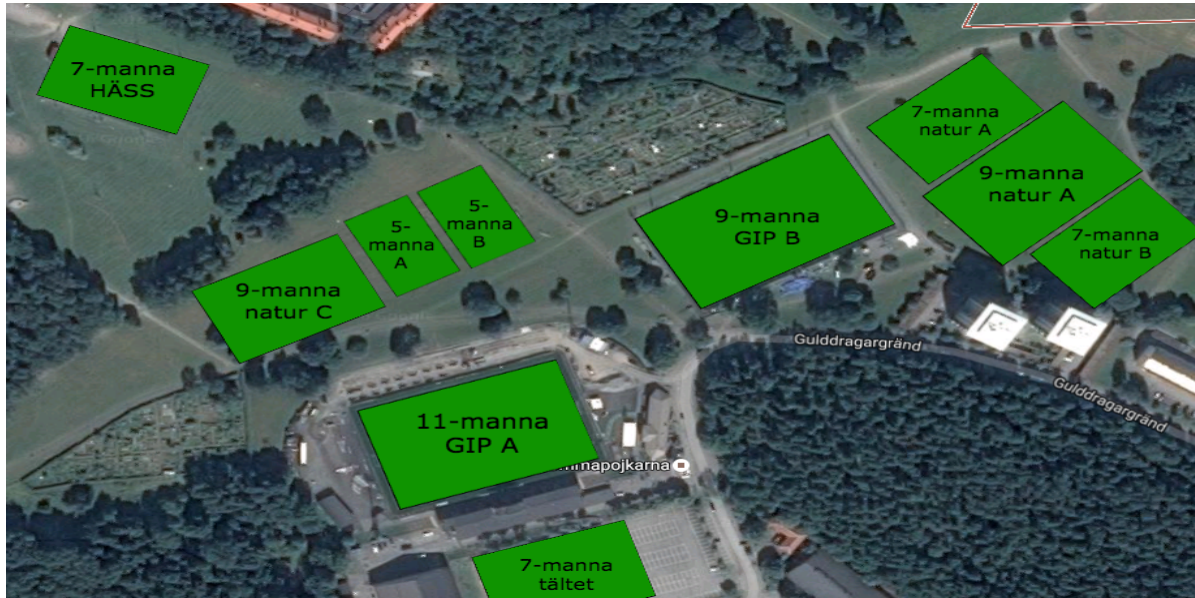 7-manna
HÄSS
7-manna
natur A
9-manna
natur A
7-manna
natur B
9-manna
GIP B
5-
manna
B
5-
manna
A
9-manna
natur C
Gulddragargränd
Gulddragargränd
11-manna
GIP A
7-manna
tältet